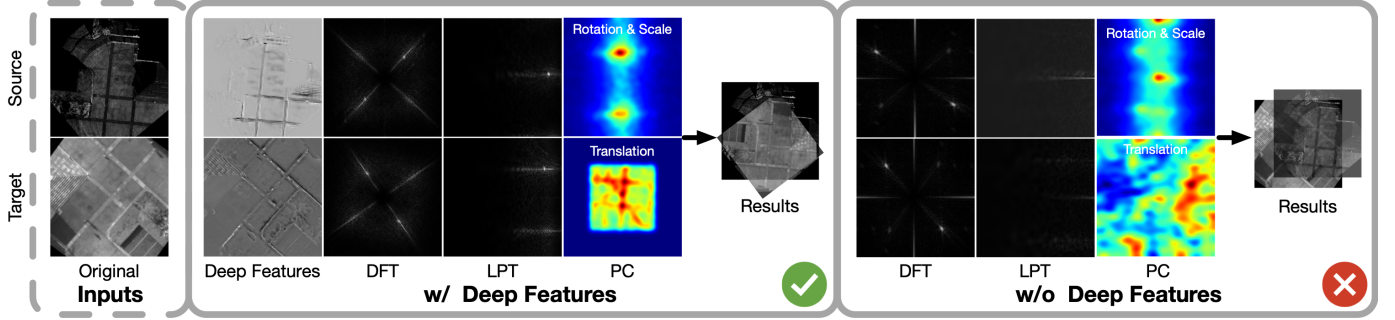 Source
Target
Original
Inputs
Rotation & Scale
Translation
Deep Features
DFT
LPT
PC
Results
w/ Deep Features
Rotation & Scale
Translation
DFT
LPT
PC
Results
w/o Deep Features